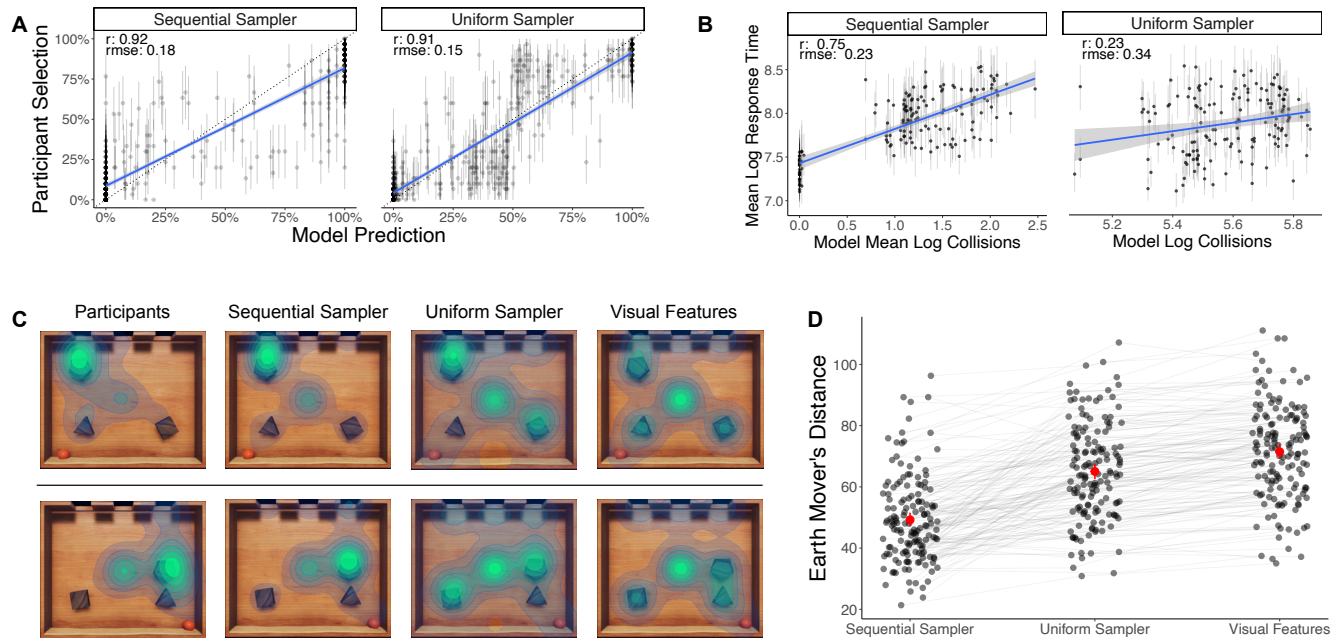 A
Sequential Sampler
Uniform Sampler
r: 0.92
rmse: 0.18
r: 0.91
rmse: 0.15
Participant Selection
100%
75%
50%
25%
0%
0% 25% 50% 75% 100%
0% 25% 50% 75% 100%
Model Prediction
B
Sequential Sampler
Uniform Sampler
r: 0.75
rmse: 0.23
r: 0.23
rmse: 0.34
Mean Log Response Time
8.5
8.0
7.5
7.0
0.0 0.5 1.0 1.5 2.0 2.5
5.2 5.4 5.6 5.8
Model Mean Log Collisions
Model Log Collisions
C
Participants
Sequential Sampler
Uniform Sampler
Visual Features
D
Earth Mover's Distance
100
80
60
40
20
Sequential Sampler
Uniform Sampler
Visual Features